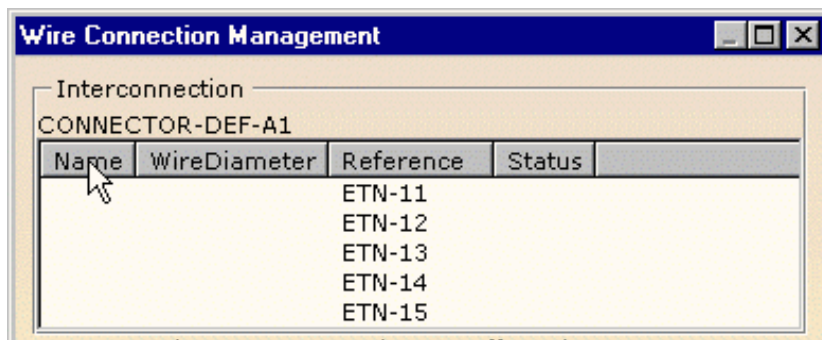 Wire Connection Management
Interconnection
CONNECTOR-DEF-A1
Name WireDiameter Reference Status
ETN-11
ETN-12
ETN-13
ETN-14
ETN-15